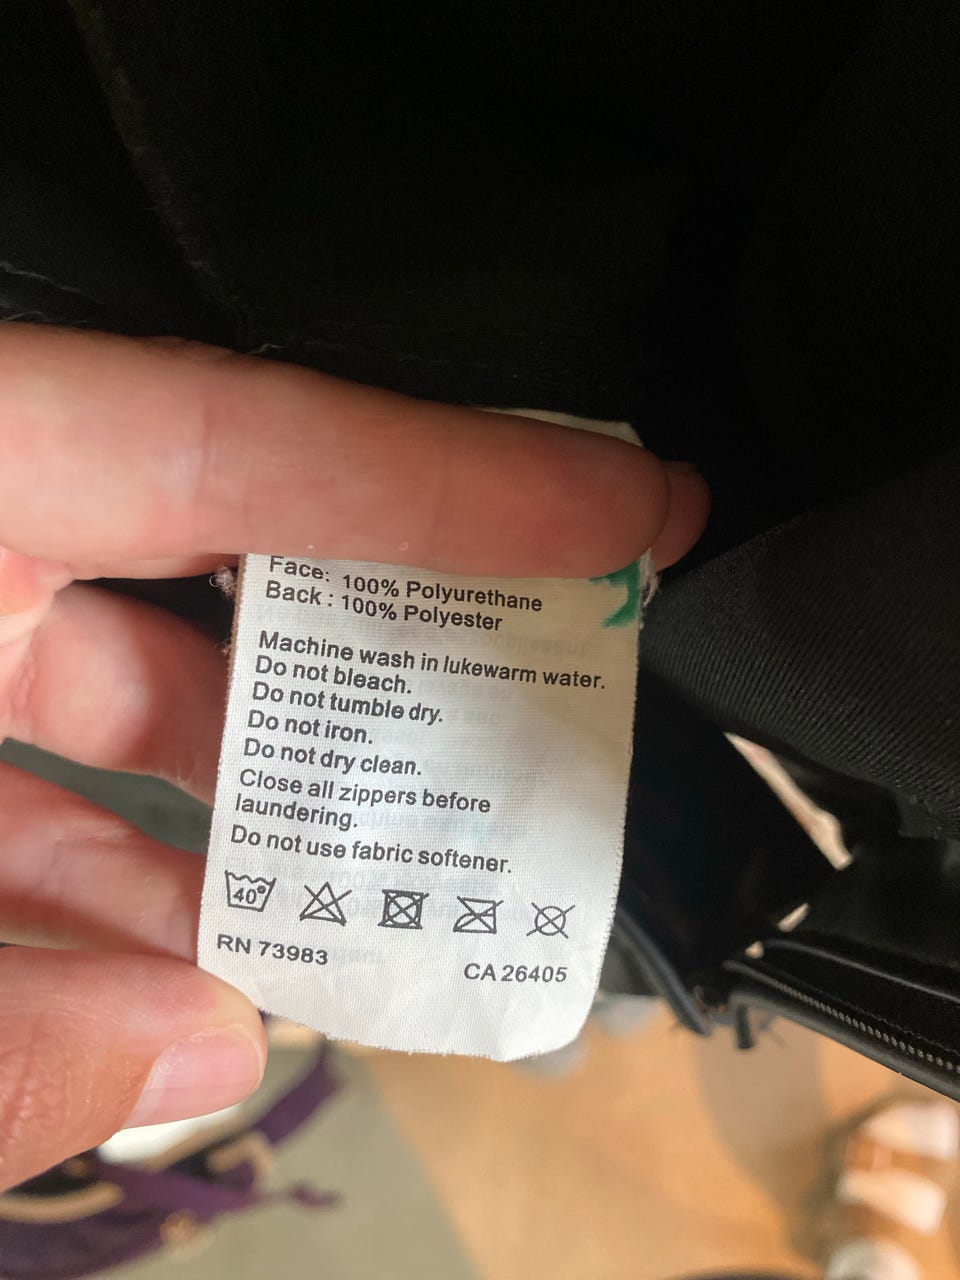 Face: 100% Polyurethane
Back : 100% Polyester
Machine wash in lukewarm water.
Do not bleach.
Do not tumble dry.
Do not iron.
Do not dry clean.
Close all zippers before
laundering.
Do not use fabric softener.
40°
RN 73983
CA 26405